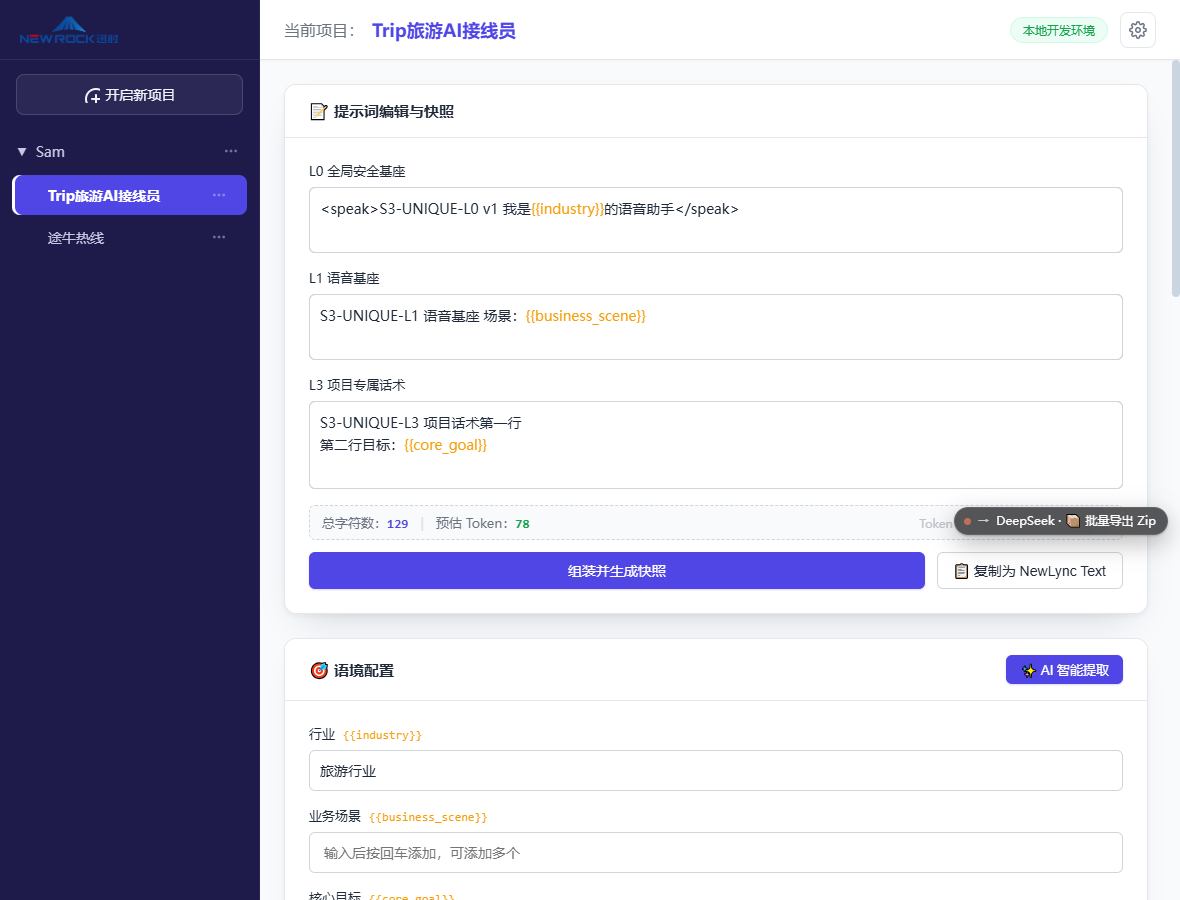 NEWROCK 迅时
开启新项目
▼ Sam ···
Trip旅游AI接线员 ···
途牛热线 ···
当前项目： Trip旅游AI接线员
本地开发环境
📝 提示词编辑与快照
L0 全局安全基座
<speak>S3-UNIQUE-L0 v1 我是{{industry}}的语音助手</speak>
L1 语音基座
S3-UNIQUE-L1 语音基座 场景：{{business_scene}}
L3 项目专属话术
S3-UNIQUE-L3 项目话术第一行
第二行目标：{{core_goal}}
总字符数：129 | 预估 Token：78
Token
→ DeepSeek · 批量导出 Zip
组装并生成快照
📋 复制为 NewLync Text
🎯 语境配置
✨ AI 智能提取
行业 {{industry}}
旅游行业
业务场景 {{business_scene}}
输入后按回车添加，可添加多个
核心目标 {{core_goal}}